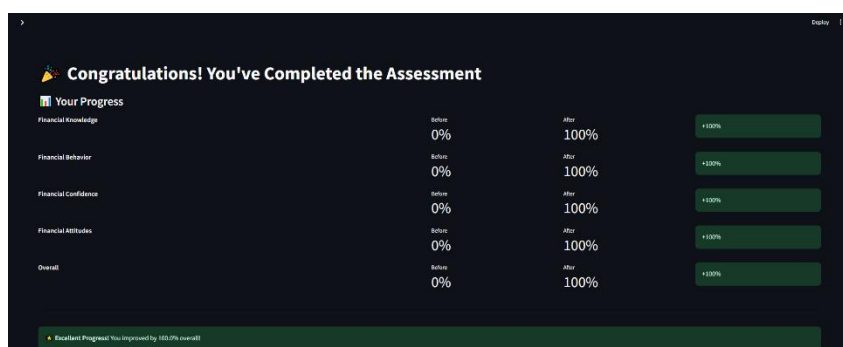 Deploy
Congratulations! You've Completed the Assessment
Your Progress
Financial Knowledge
Before
After
0%
100%
+100%
Financial Behavior
Before
After
0%
100%
+100%
Financial Confidence
Before
After
0%
100%
+100%
Financial Attitudes
Before
After
0%
100%
+100%
Overall
Before
After
0%
100%
+100%
Excellent Progress! You improved by 100.0% overall!